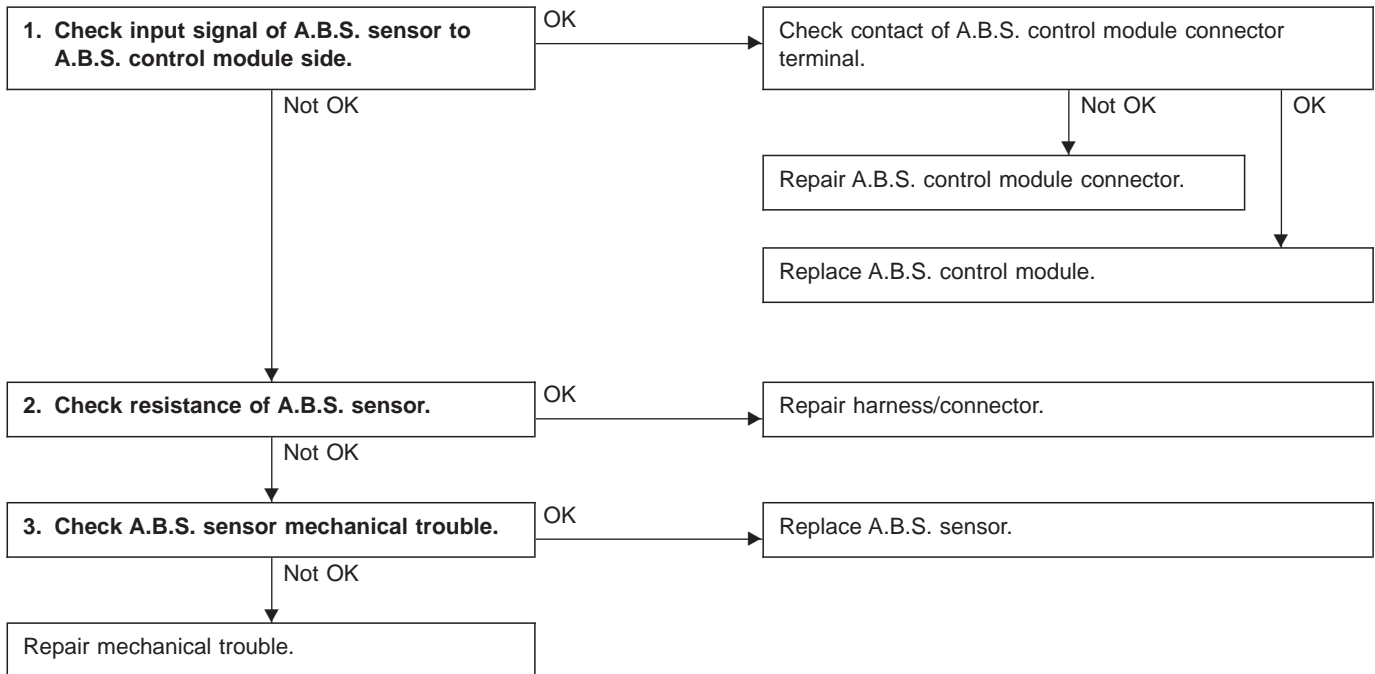 1. Check input signal of A.B.S. sensor to
A.B.S. control module side.
OK
Check contact of A.B.S. control module connector
terminal.
Not OK
Not OK
OK
Repair A.B.S. control module connector.
Replace A.B.S. control module.
2. Check resistance of A.B.S. sensor.
OK
Repair harness/connector.
Not OK
3. Check A.B.S. sensor mechanical trouble.
OK
Replace A.B.S. sensor.
Not OK
Repair mechanical trouble.